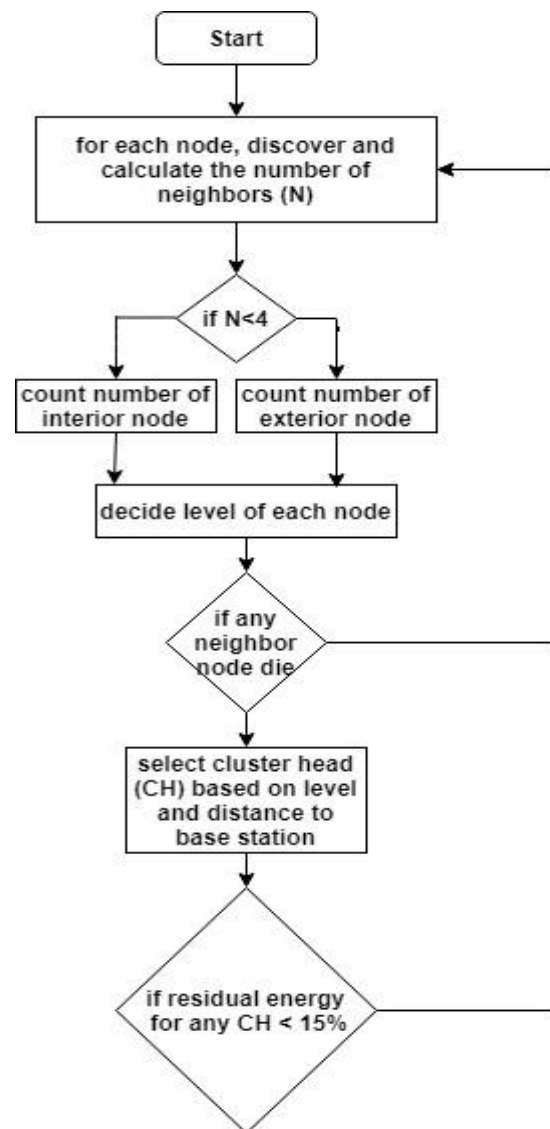 Start
for each node, discover and
calculate the number of
neighbors (N)
if N<4
count number of
interior node
count number of
exterior node
decide level of each node
if any
neighbor
node die
select cluster head
(CH) based on level
and distance to
base station
if residual energy
for any CH < 15%